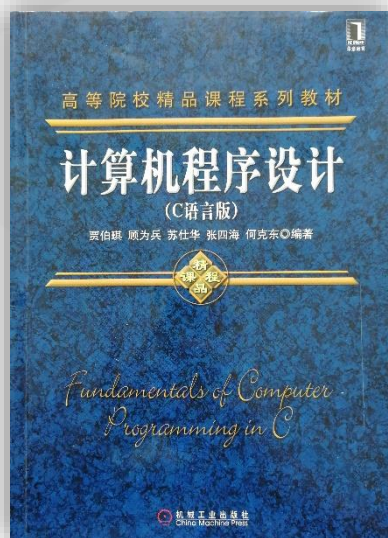 高等院校精品课程系列教材
计算机程序设计
(C语言版)
贾伯琪 顾为兵 苏仕华 张四海 何克东◎编著
精
课 程
品
Fundamentals of Computer
Programming in C
机械工业出版社
China Machine Press